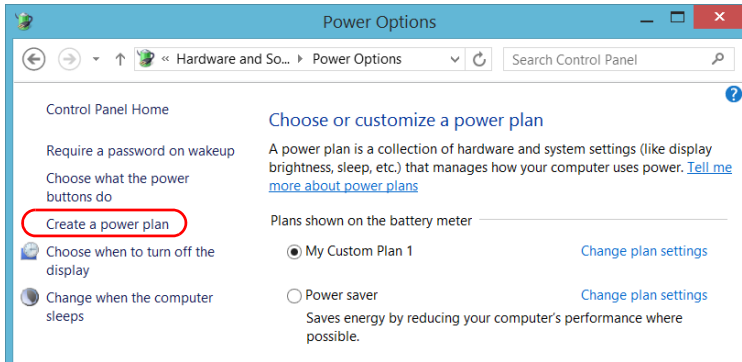 Power Options
« Hardware and So... Power Options
Search Control Panel
Control Panel Home
Require a password on wakeup
Choose what the power
buttons do
Create a power plan
Choose when to turn off the
display
Change when the computer
sleeps
Choose or customize a power plan
A power plan is a collection of hardware and system settings (like display
brightness, sleep, etc.) that manages how your computer uses power. Tell me
more about power plans
Plans shown on the battery meter
My Custom Plan 1 Change plan settings
Power saver Change plan settings
Saves energy by reducing your computer's performance where
possible.